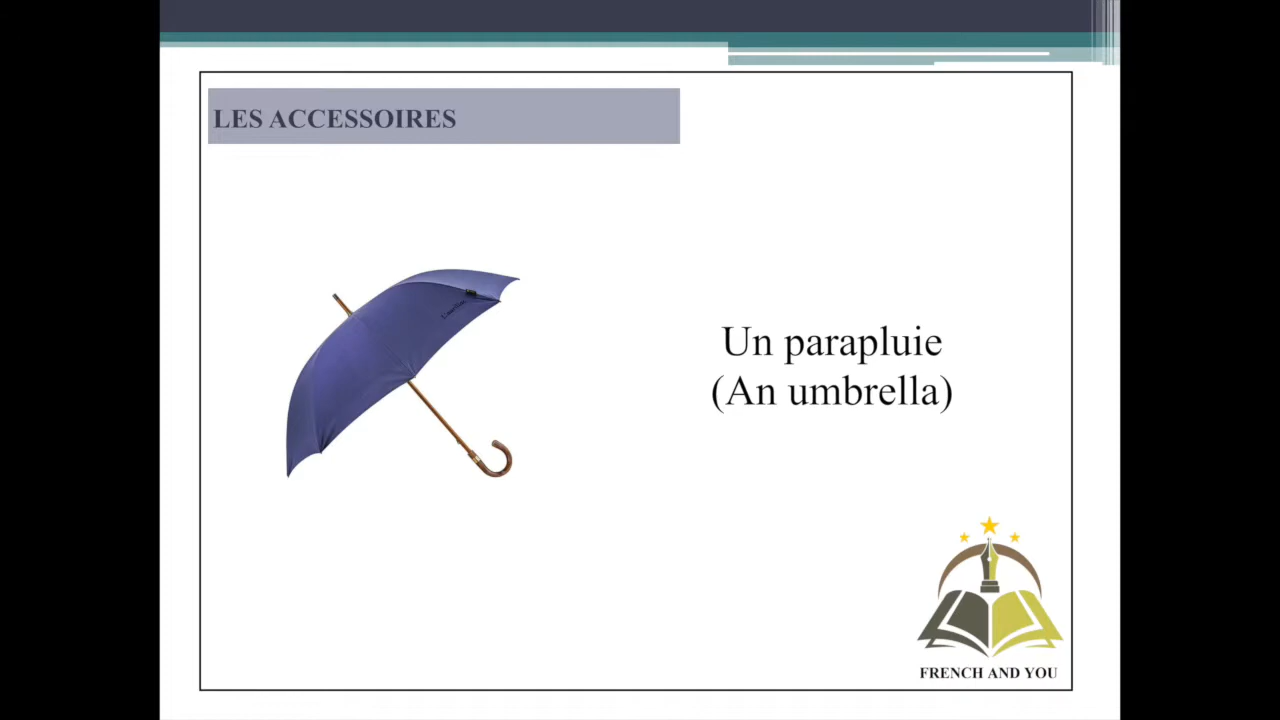 LES ACCESSOIRES
Un parapluie
(An umbrella)
FRENCH AND YOU